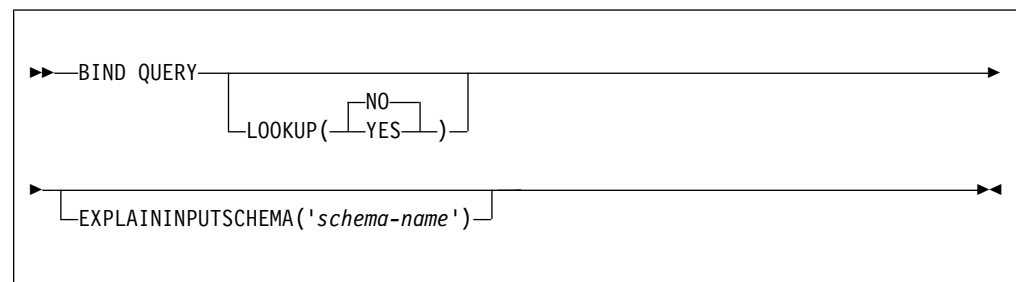 BIND QUERY
NO
LOOKUP( YES )
EXPLAININPUTSCHEMA('schema-name')